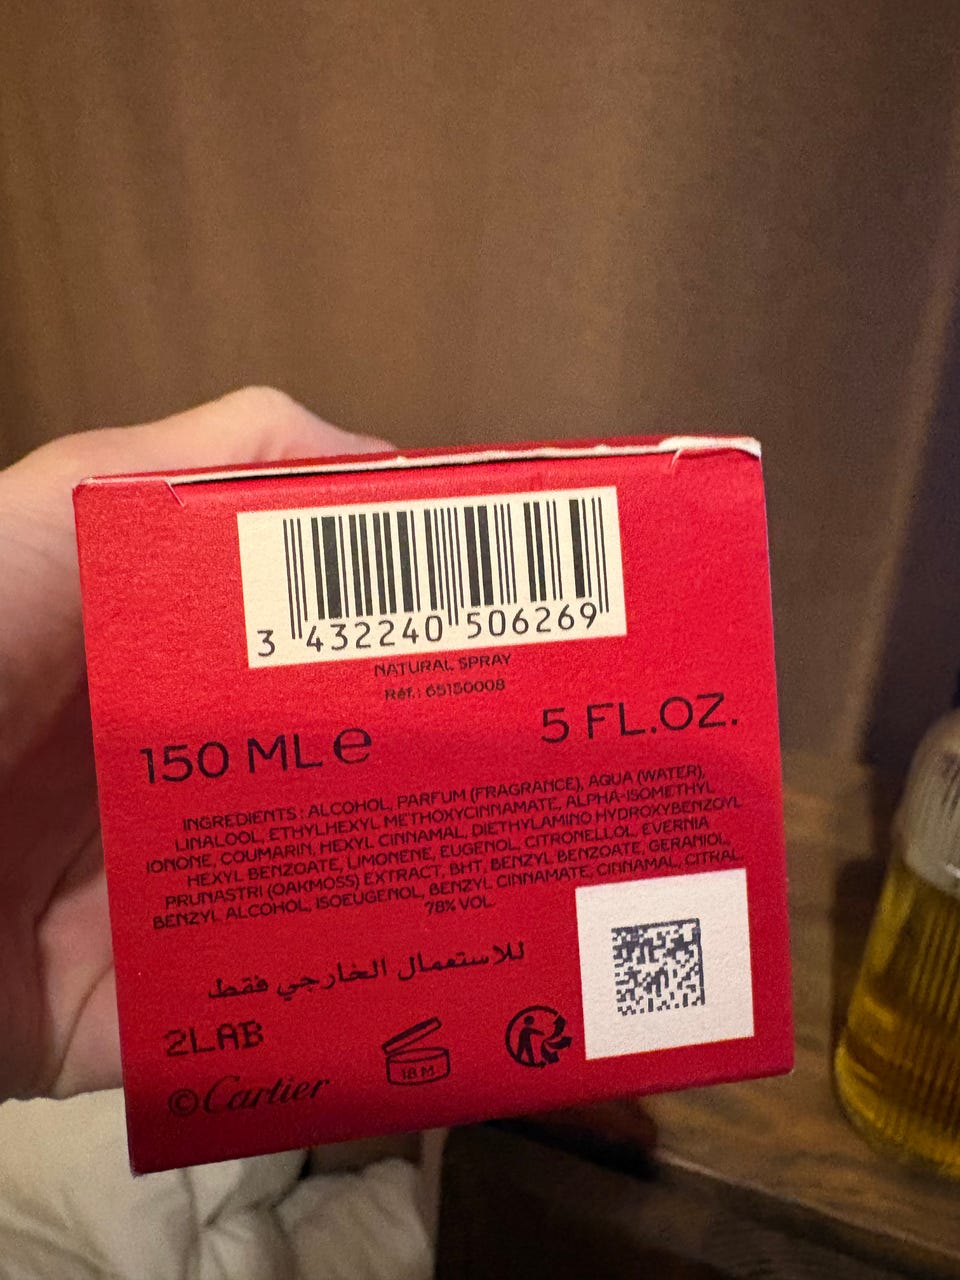 3 432240 506269
NATURAL SPRAY
Réf.: 65150008
150 ML e
5 FL.OZ.
INGREDIENTS : ALCOHOL, PARFUM (FRAGRANCE), AQUA (WATER),
LINALOOL, ETHYLHEXYL METHOXYCINNAMATE, ALPHA-ISOMETHYL
IONONE, COUMARIN, HEXYL CINNAMAL, DIETHYLAMINO HYDROXYBENZOYL
HEXYL BENZOATE, LIMONENE, EUGENOL, CITRONELLOL, EVERNIA
PRUNASTRI (OAKMOSS) EXTRACT, BHT, BENZYL BENZOATE, GERANIOL,
BENZYL ALCOHOL, ISOEUGENOL, BENZYL CINNAMATE, CINNAMAL, CITRAL.
78% VOL.
للاستعمال الخارجي فقط
2LAB
18 M
©Cartier